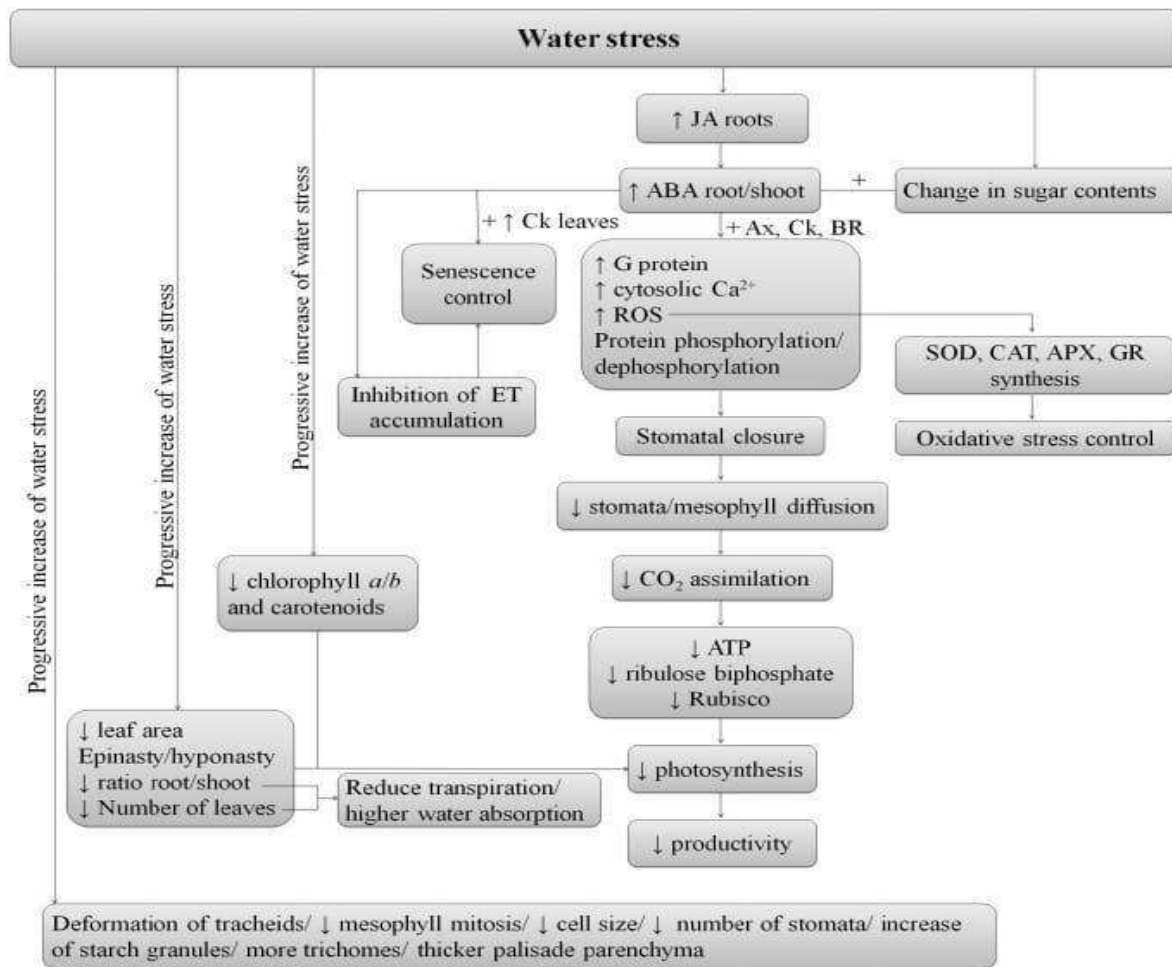 Water stress
↑ JA roots
↑ ABA root/shoot
+
Change in sugar contents
+ ↑ Ck leaves
+ Ax, Ck, BR
Senescence
control
↑ G protein
↑ cytosolic Ca²⁺
↑ ROS
Protein phosphorylation/
dephosphorylation
SOD, CAT, APX, GR
synthesis
Inhibition of ET
accumulation
Stomatal closure
Oxidative stress control
↓ stomata/mesophyll diffusion
↓ CO₂ assimilation
↓ chlorophyll a/b
and carotenoids
↓ ATP
↓ ribulose biphosphate
↓ Rubisco
Progressive increase of water stress
Progressive increase of water stress
Progressive increase of water stress
↓ leaf area
Epinasty/hyponasty
↓ ratio root/shoot
↓ Number of leaves
Reduce transpiration/
higher water absorption
↓ photosynthesis
↓ productivity
Deformation of tracheids/ ↓ mesophyll mitosis/ ↓ cell size/ ↓ number of stomata/ increase
of starch granules/ more trichomes/ thicker palisade parenchyma